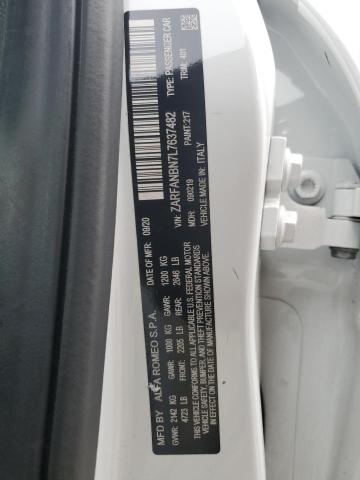 MFD BY ALFA ROMEO S.P.A. DATE OF MFR: 09/20 VIN: ZARFANBN7L7637482 TYPE: PASSENGER CAR
GVWR: 2142 KG GAWR: 1000 KG GAWR: 1200 KG MDH: 090219 PAINT: 217 TRIM: 401
4723 LB FRONT: 2205 LB REAR: 2646 LB VEHICLE MADE IN: ITALY
THIS VEHICLE CONFORMS TO ALL APPLICABLE U.S. FEDERAL MOTOR
VEHICLE SAFETY, BUMPER, AND THEFT PREVENTION STANDARDS
IN EFFECT ON THE DATE OF MANUFACTURE SHOWN ABOVE.